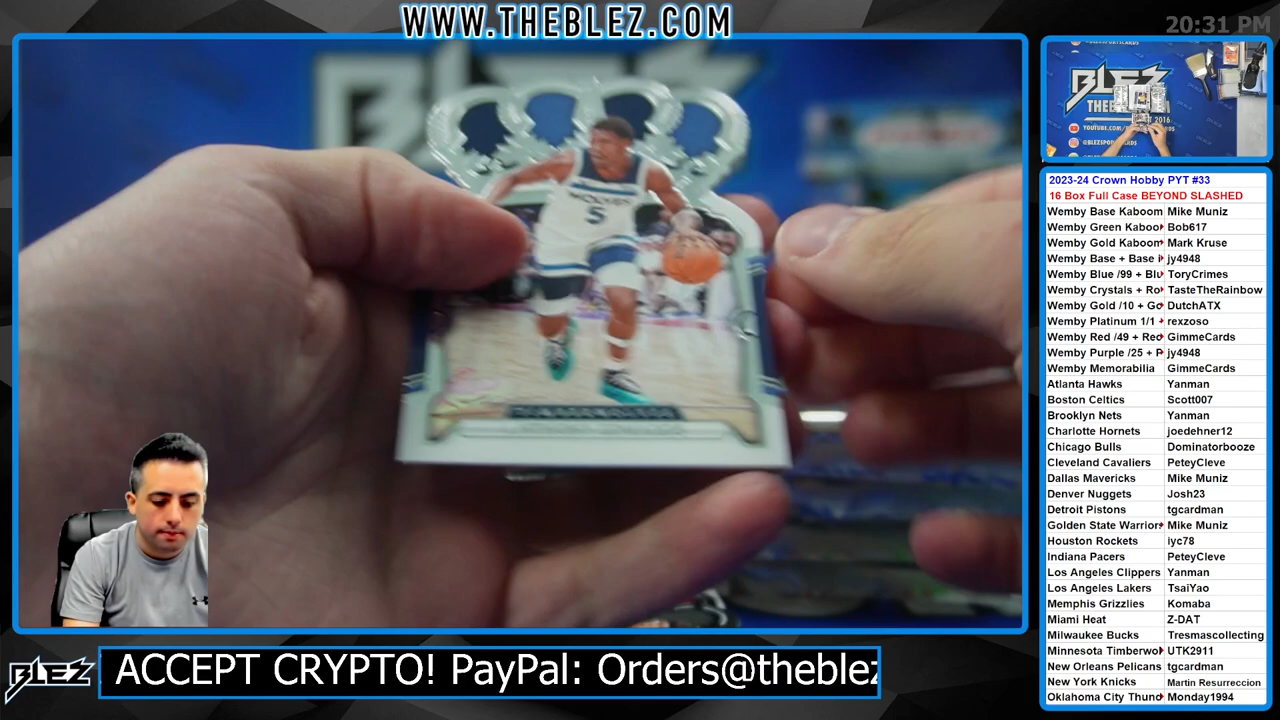 WWW.THEBLEZ.COM
20:31 PM
5
BLEZ
2023-24 Crown Hobby PYT #33
16 Box Full Case BEYOND SLASHED
Wemby Base Kaboom Mike Muniz
Wemby Green Kaboo Bob617
Wemby Gold Kaboom Mark Kruse
Wemby Base + Base i jy4948
Wemby Blue /99 + Blu ToryCrimes
Wemby Crystals + Ro TasteTheRainbow
Wemby Gold /10 + Go DutchATX
Wemby Platinum 1/1 + rexzoso
Wemby Red /49 + Red GimmeCards
Wemby Purple /25 + P jy4948
Wemby Memorabilia GimmeCards
Atlanta Hawks Yanman
Boston Celtics Scott007
Brooklyn Nets Yanman
Charlotte Hornets joedehner12
Chicago Bulls Dominatorbooze
Cleveland Cavaliers PeteyCleve
Dallas Mavericks Mike Muniz
Denver Nuggets Josh23
Detroit Pistons tgcardman
Golden State Warrior Mike Muniz
Houston Rockets iyc78
Indiana Pacers PeteyCleve
Los Angeles Clippers Yanman
Los Angeles Lakers TsaiYao
Memphis Grizzlies Komaba
Miami Heat Z-DAT
Milwaukee Bucks Tresmascollecting
Minnesota Timberwol UTK2911
New Orleans Pelicans tgcardman
New York Knicks Martin Resurreccion
Oklahoma City Thund Monday1994
BLEZ
ACCEPT CRYPTO! PayPal: Orders@theblez